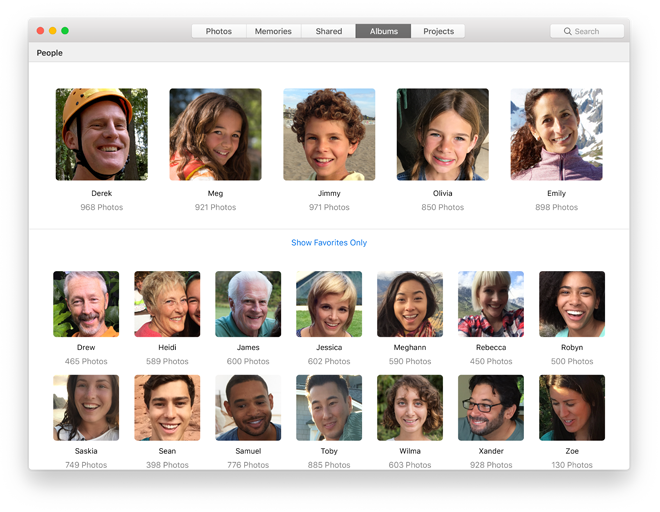 Photos Memories Shared Albums Projects Search
People
Derek Meg Jimmy Olivia Emily
968 Photos 921 Photos 971 Photos 850 Photos 898 Photos
Show Favorites Only
Drew Heidi James Jessica Meghann Rebecca Robyn
465 Photos 589 Photos 600 Photos 602 Photos 590 Photos 450 Photos 500 Photos
Saskia Sean Samuel Toby Wilma Xander Zoe
749 Photos 398 Photos 776 Photos 885 Photos 603 Photos 928 Photos 130 Photos